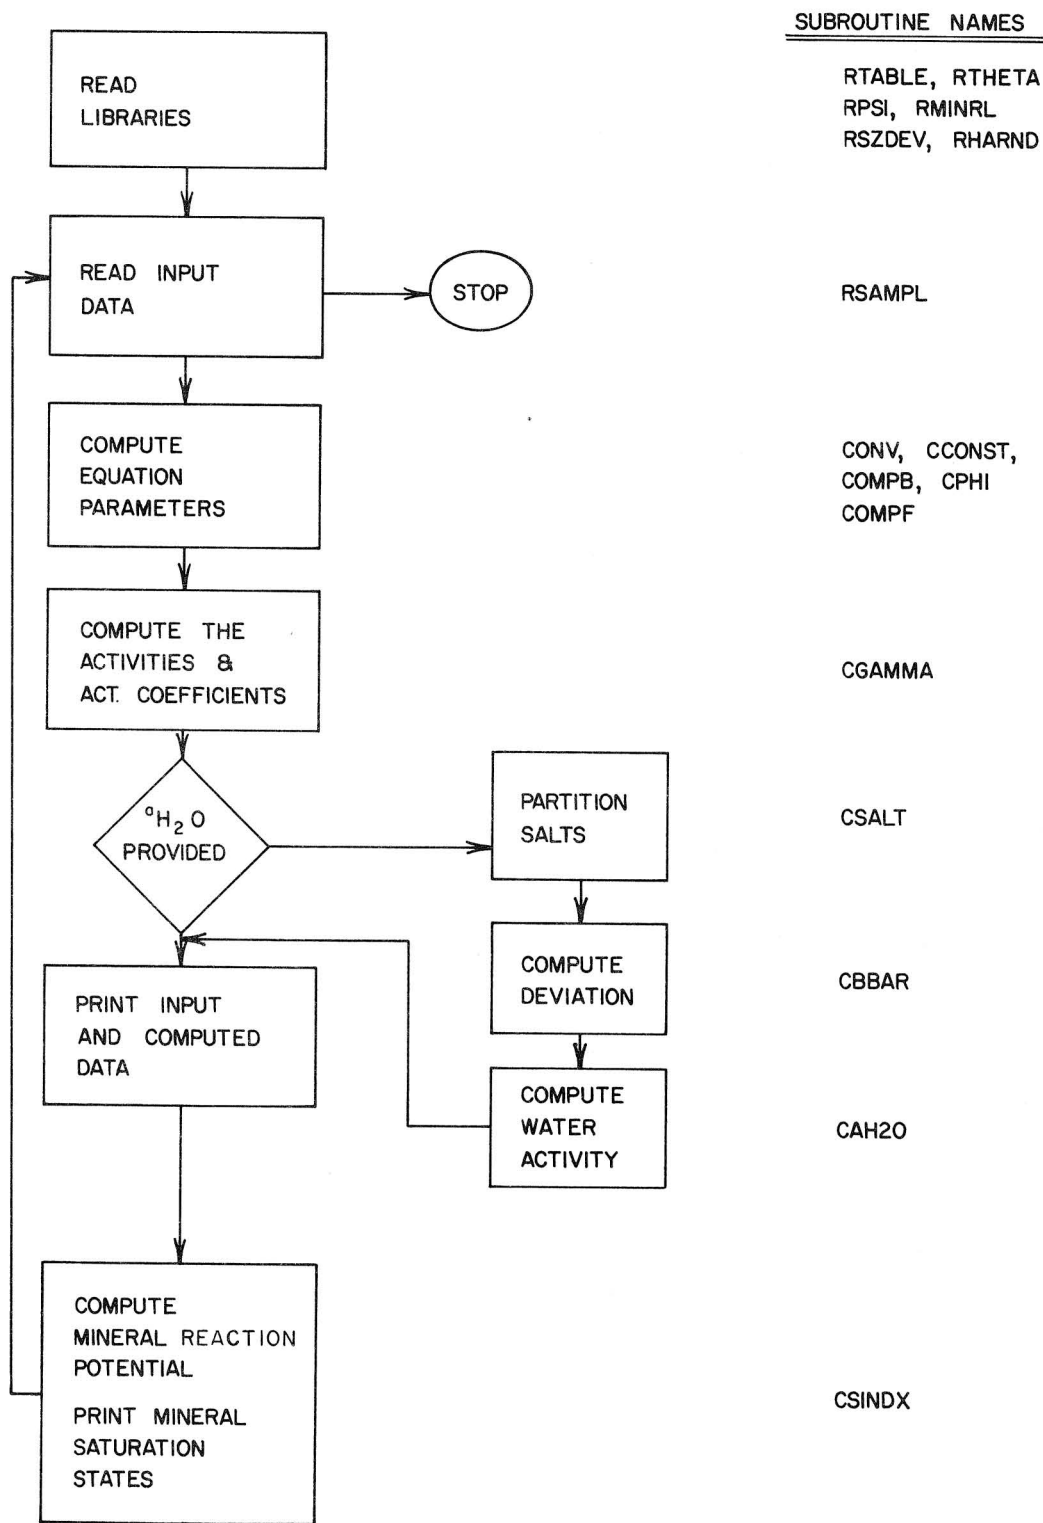 SUBROUTINE NAMES
READ
LIBRARIES
RTABLE, RTHETA
RPSI, RMINRL
RSZDEV, RHARND
READ INPUT
DATA
STOP
RSAMPL
COMPUTE
EQUATION
PARAMETERS
CONV, CCONST,
COMPB, CPHI
COMPF
COMPUTE THE
ACTIVITIES &
ACT. COEFFICIENTS
CGAMMA
aH2O
PROVIDED
PARTITION
SALTS
CSALT
COMPUTE
DEVIATION
CBBAR
PRINT INPUT
AND COMPUTED
DATA
COMPUTE
WATER
ACTIVITY
CAH2O
COMPUTE
MINERAL REACTION
POTENTIAL
PRINT MINERAL
SATURATION
STATES
CSINDX